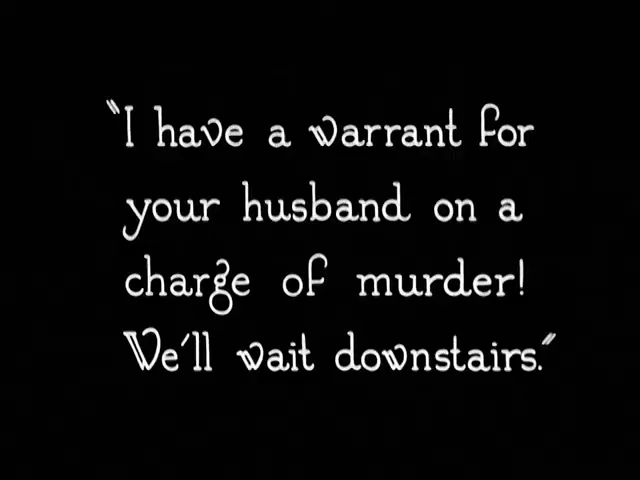 "I have a warrant for
your husband on a
charge of murder!
We'll wait downstairs."